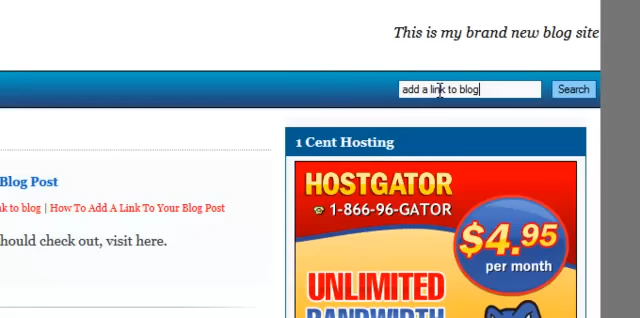 This is my brand new blog site
add a link to blog
Search
1 Cent Hosting
Blog Post
k to blog | How To Add A Link To Your Blog Post
hould check out, visit here.
HOSTGATOR
1-866-96-GATOR
$4.95
per month
UNLIMITED
BANDWIDTH